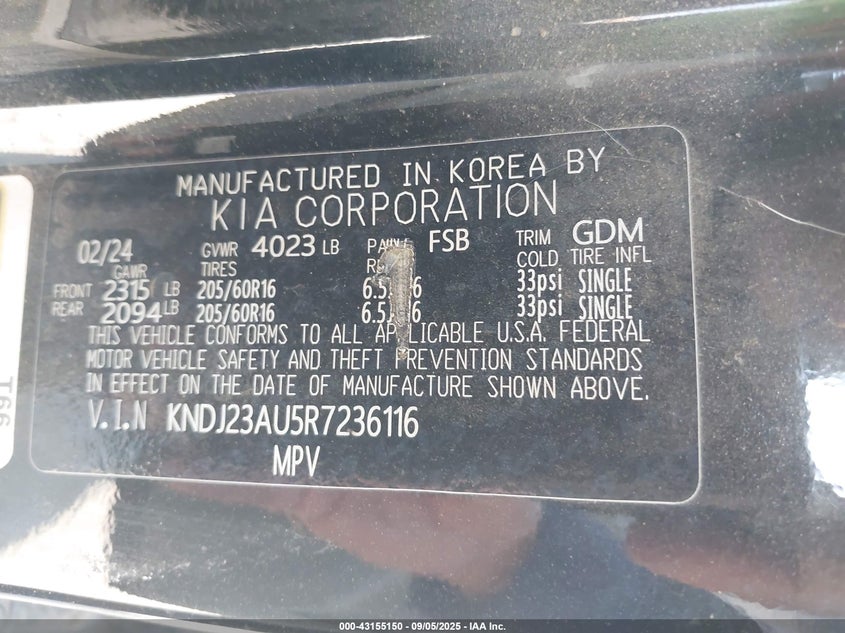 MANUFACTURED IN KOREA BY
KIA CORPORATION
02/24 GVWR 4023 LB FSB TRIM GDM
GAWR TIRES COLD TIRE INFL
FRONT 2315 LB 205/60R16 33psi SINGLE
REAR 2094 LB 205/60R16 33psi SINGLE
THIS VEHICLE CONFORMS TO ALL U.S.A. FEDERAL
MOTOR VEHICLE SAFETY AND THEFT PREVENTION STANDARDS
IN EFFECT ON THE DATE OF MANUFACTURE SHOWN ABOVE.
V.I.N KNDJ23AU5R7236116
MPV
000-43155150 - 09/05/2025 - IAA Inc.